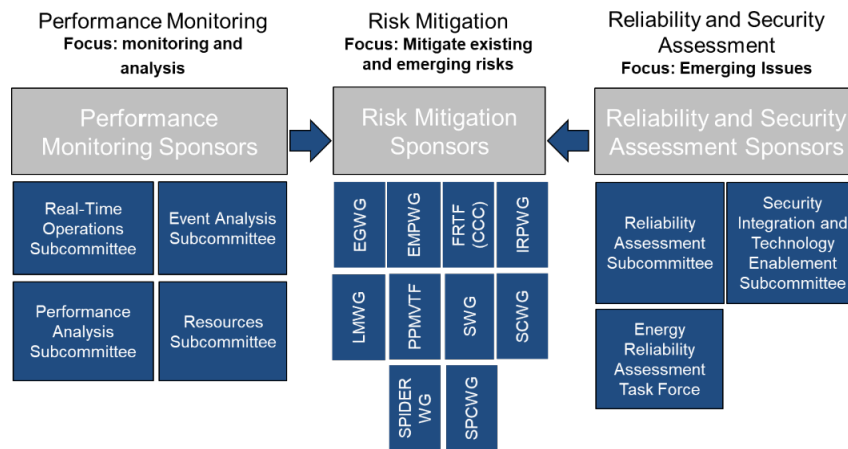 Performance Monitoring
Focus: monitoring and
analysis
Risk Mitigation
Focus: Mitigate existing
and emerging risks
Reliability and Security
Assessment
Focus: Emerging Issues
Performance
Monitoring Sponsors
Risk Mitigation
Sponsors
Reliability and Security
Assessment Sponsors
Real-Time
Operations
Subcommittee
Event Analysis
Subcommittee
Performance
Analysis
Subcommittee
Resources
Subcommittee
EGWG
EMPWG
FRTF
(CCC)
IRPWG
LMWG
PPMVTF
SWG
SCWG
SPIDER
WG
SPCWG
Reliability
Assessment
Subcommittee
Security
Integration and
Technology
Enablement
Subcommittee
Energy
Reliability
Assessment
Task Force